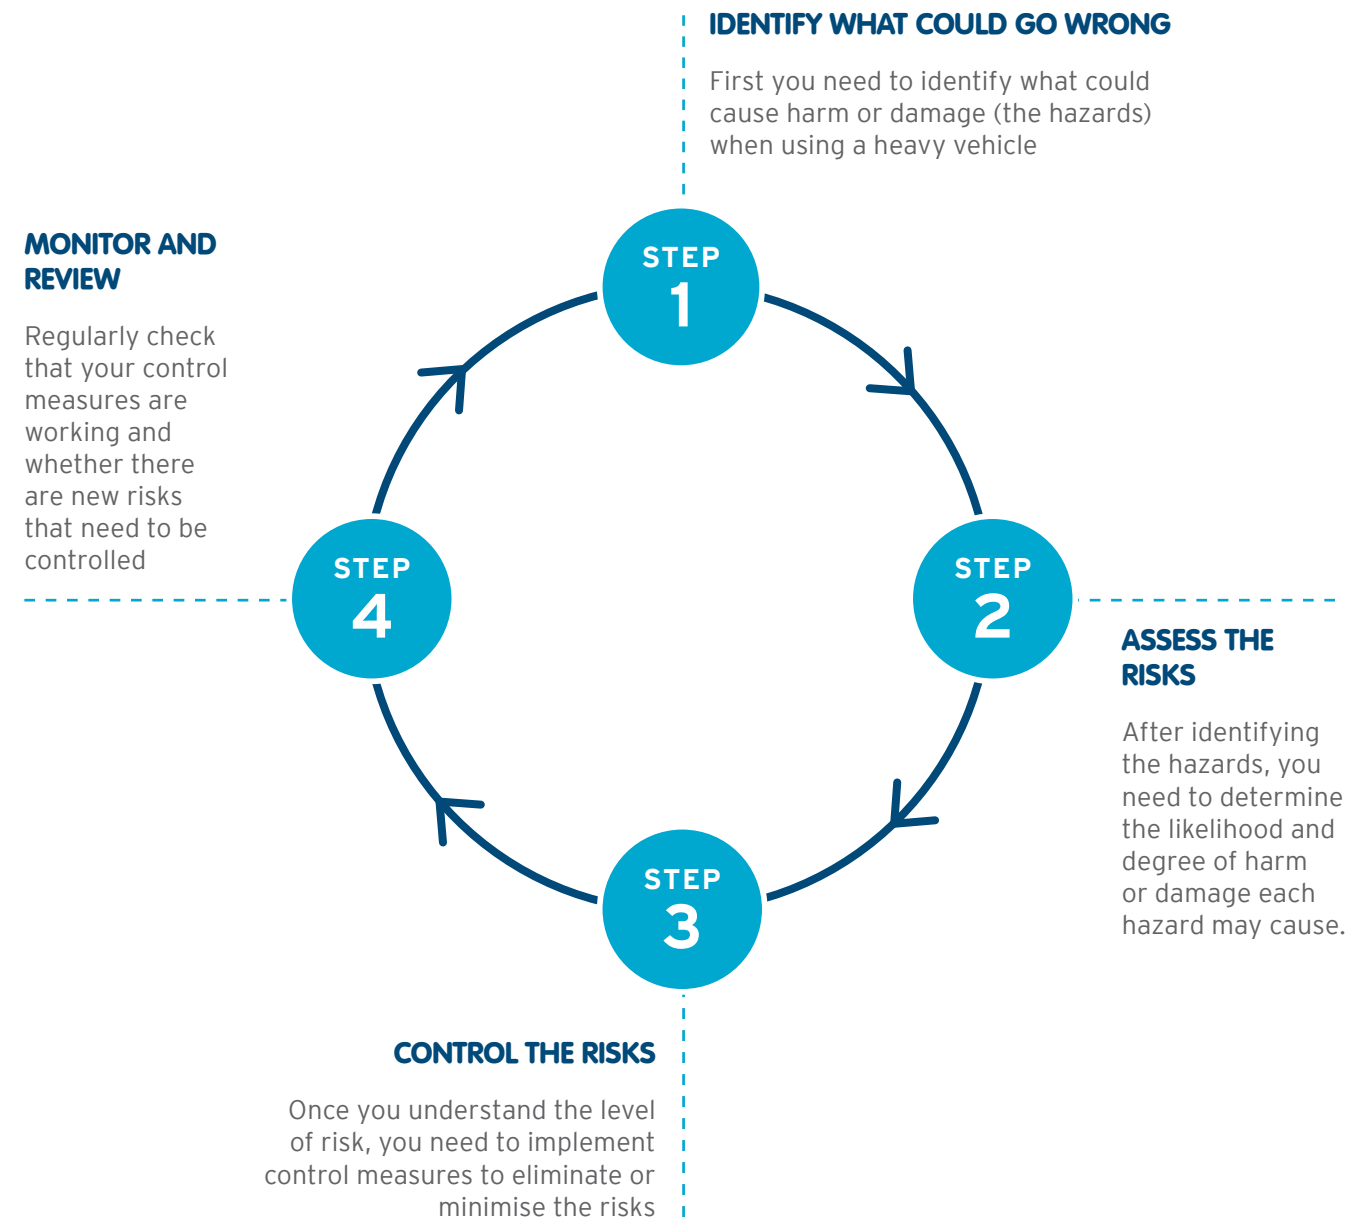 IDENTIFY WHAT COULD GO WRONG
First you need to identify what could
cause harm or damage (the hazards)
when using a heavy vehicle
STEP
1
STEP
2
ASSESS THE
RISKS
After identifying
the hazards, you
need to determine
the likelihood and
degree of harm
or damage each
hazard may cause.
STEP
3
CONTROL THE RISKS
Once you understand the level
of risk, you need to implement
control measures to eliminate or
minimise the risks
STEP
4
MONITOR AND
REVIEW
Regularly check
that your control
measures are
working and
whether there
are new risks
that need to be
controlled